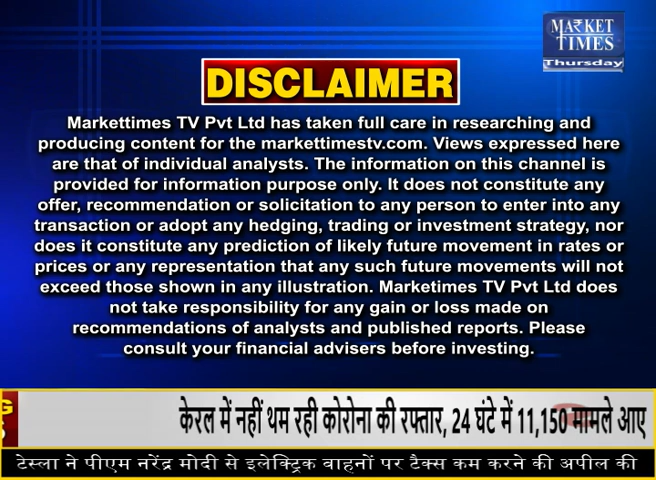 MARKET
TIMES
Thursday
DISCLAIMER
Markettimes TV Pvt Ltd has taken full care in researching and
producing content for the markettimestv.com. Views expressed here
are that of individual analysts. The information on this channel is
provided for information purpose only. It does not constitute any
offer, recommendation or solicitation to any person to enter into any
transaction or adopt any hedging, trading or investment strategy, nor
does it constitute any prediction of likely future movement in rates or
prices or any representation that any such future movements will not
exceed those shown in any illustration. Marketimes TV Pvt Ltd does
not take responsibility for any gain or loss made on
recommendations of analysts and published reports. Please
consult your financial advisers before investing.
केरल में नहीं थम रही कोरोना की रफ्तार, 24 घंटे में 11,150 मामले आए
टेस्ला ने पीएम नरेंद्र मोदी से इलेक्ट्रिक वाहनों पर टैक्स कम करने की अपील की